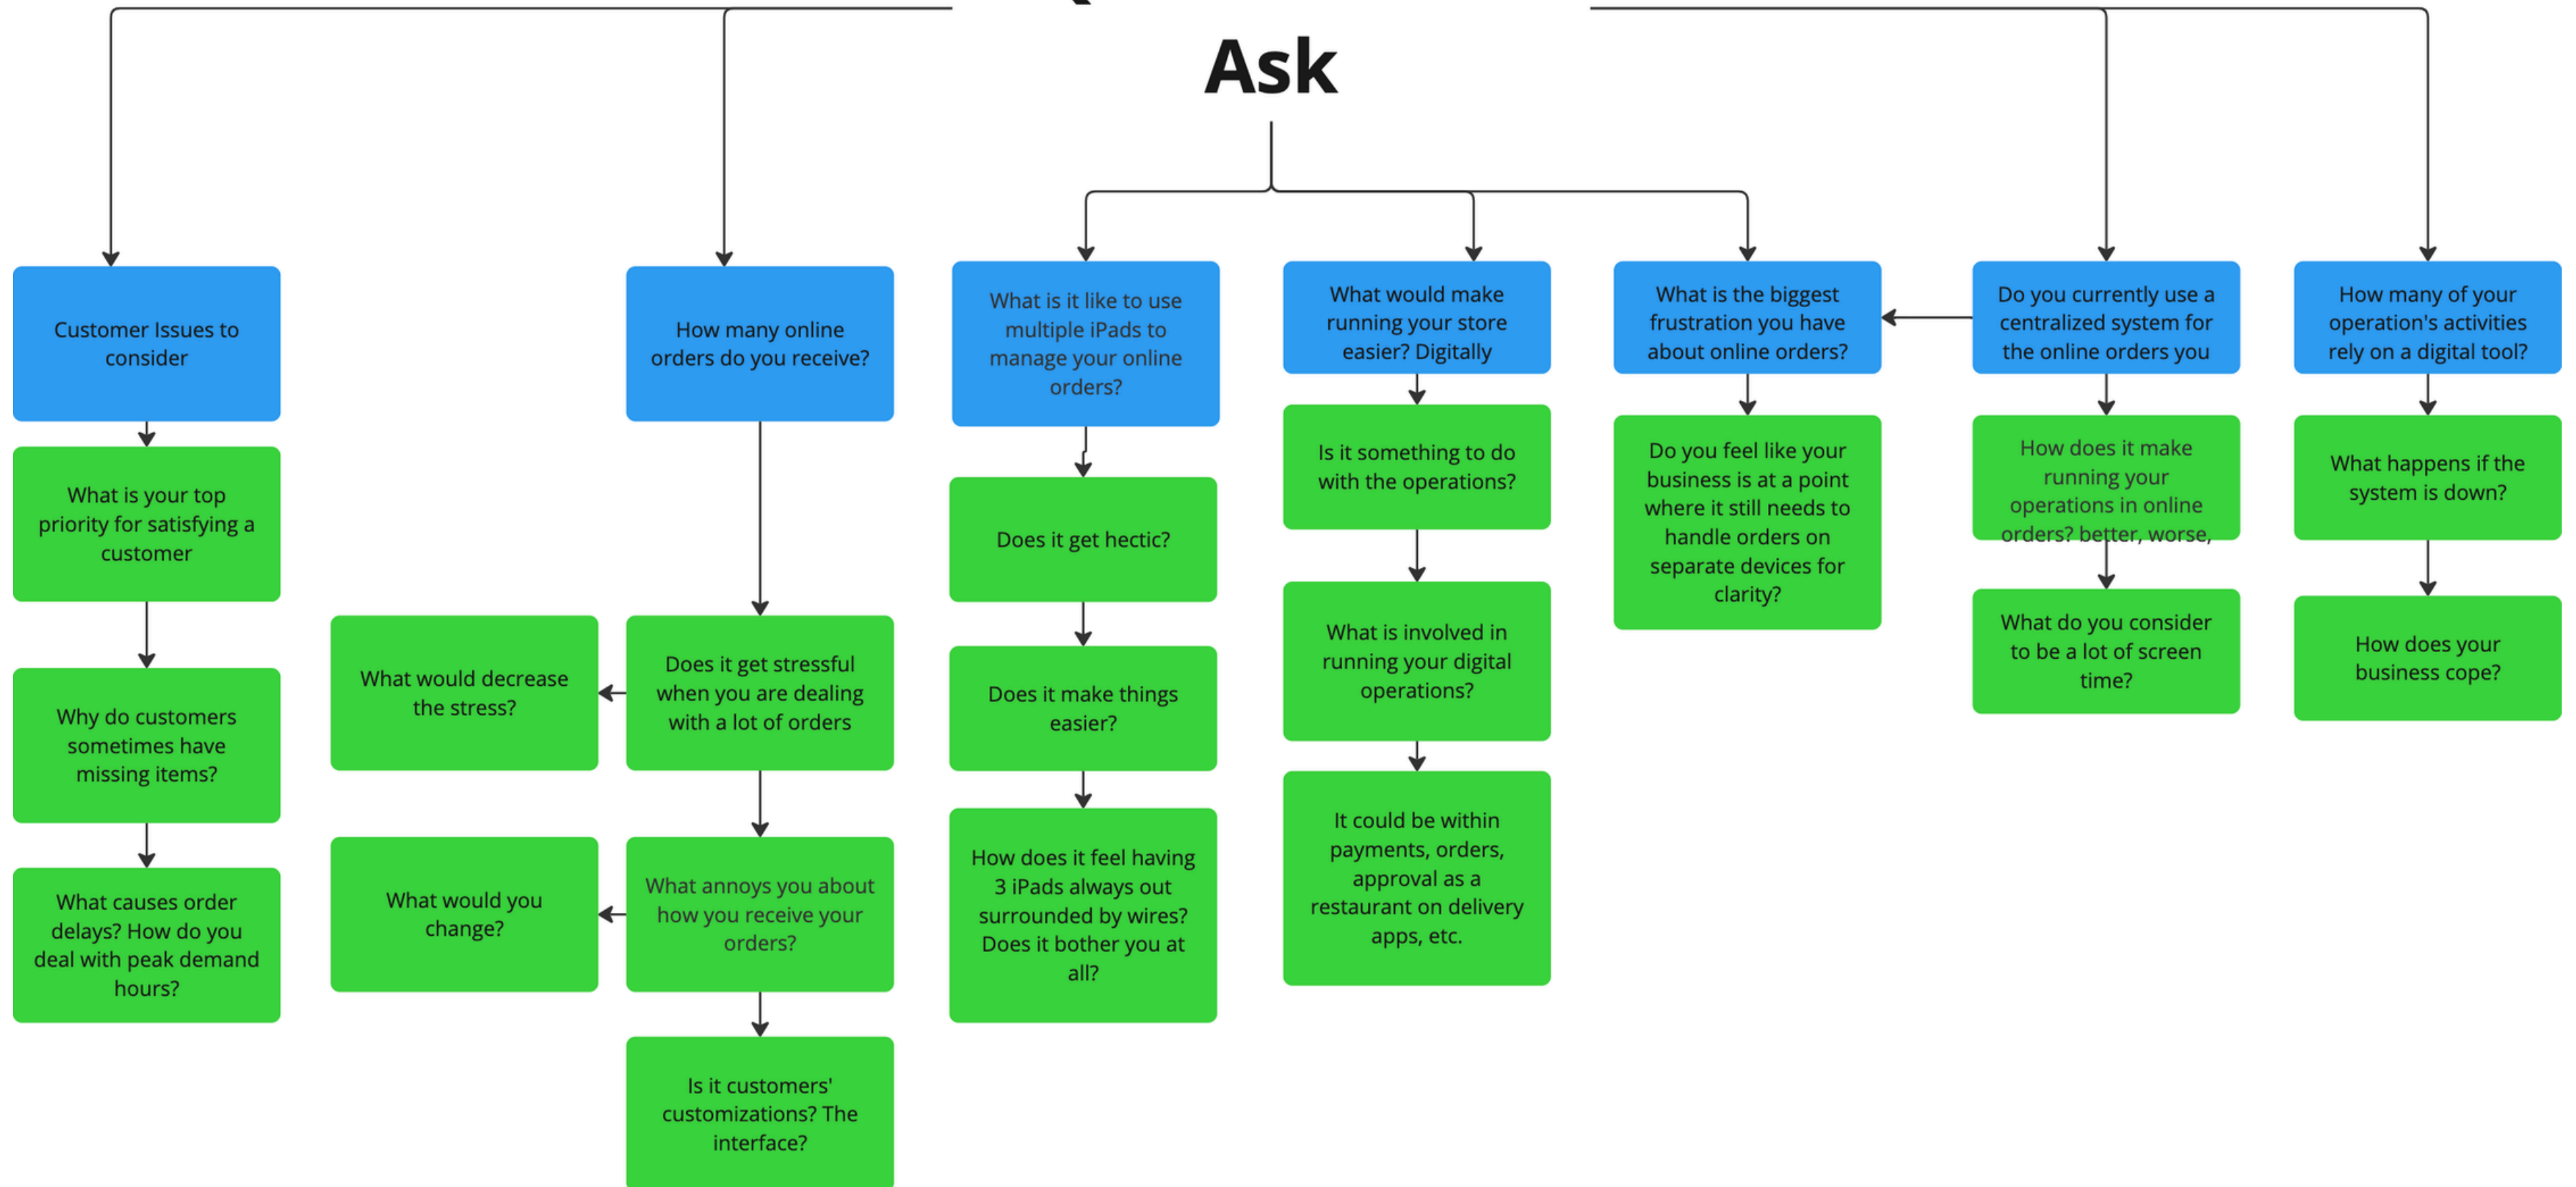 Ask
Customer Issues to
consider
What is your top
priority for satisfying a
customer
Why do customers
sometimes have
missing items?
What causes order
delays? How do you
deal with peak demand
hours?
How many online
orders do you receive?
Does it get stressful
when you are dealing
with a lot of orders
What would decrease
the stress?
What annoys you about
how you receive your
orders?
What would you
change?
Is it customers'
customizations? The
interface?
What is it like to use
multiple iPads to
manage your online
orders?
Does it get hectic?
Does it make things
easier?
How does it feel having
3 iPads always out
surrounded by wires?
Does it bother you at
all?
What would make
running your store
easier? Digitally
Is it something to do
with the operations?
What is involved in
running your digital
operations?
It could be within
payments, orders,
approval as a
restaurant on delivery
apps, etc.
What is the biggest
frustration you have
about online orders?
Do you feel like your
business is at a point
where it still needs to
handle orders on
separate devices for
clarity?
Do you currently use a
centralized system for
the online orders you
How does it make
running your
operations in online
orders? better, worse,
What do you consider
to be a lot of screen
time?
How many of your
operation's activities
rely on a digital tool?
What happens if the
system is down?
How does your
business cope?